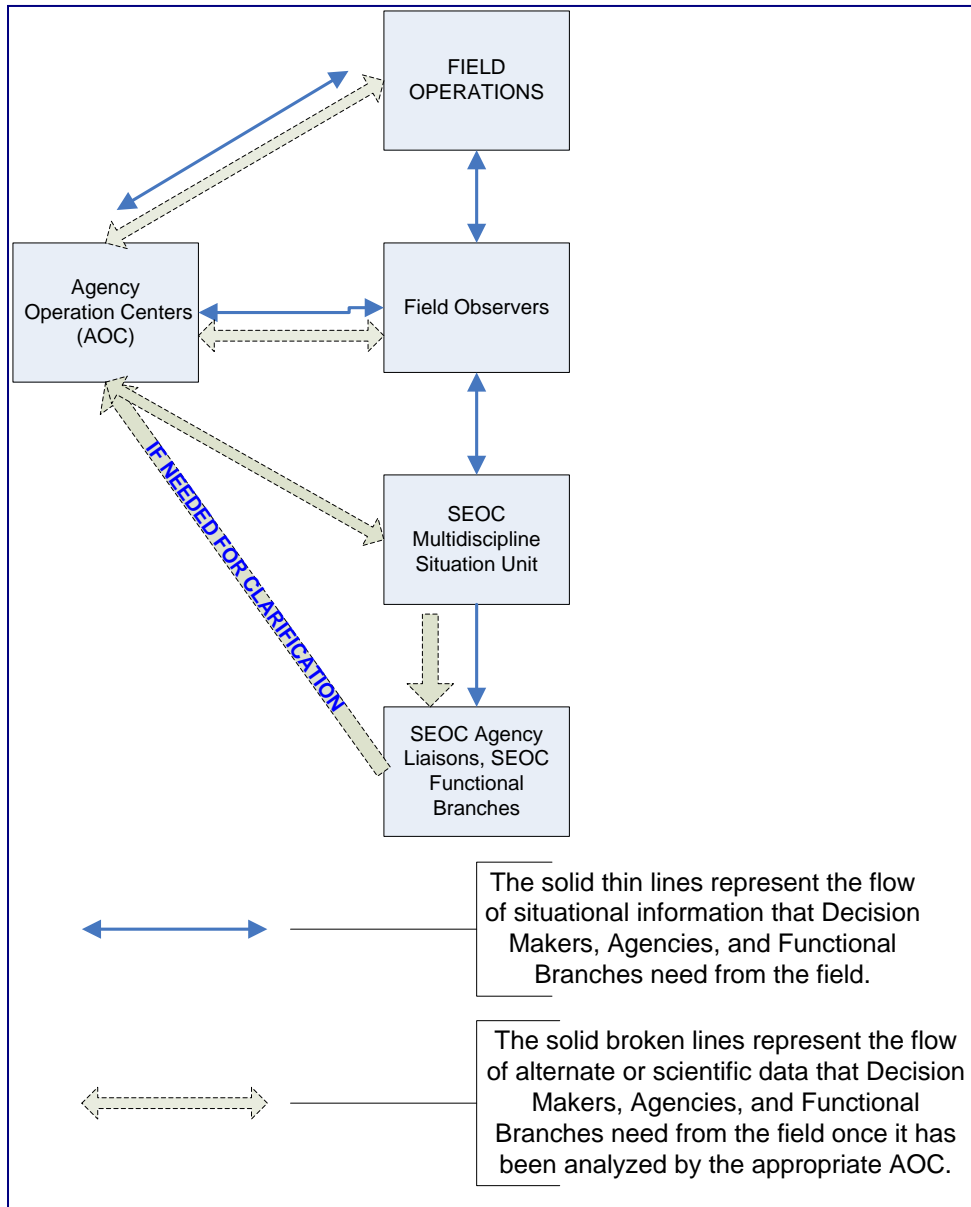 FIELD
OPERATIONS
Agency
Operation Centers
(AOC)
Field Observers
SEOC
Multidiscipline
Situation Unit
IF NEEDED FOR CLARIFICATION
SEOC Agency
Liaisons, SEOC
Functional
Branches
The solid thin lines represent the flow
of situational information that Decision
Makers, Agencies, and Functional
Branches need from the field.
The solid broken lines represent the flow
of alternate or scientific data that Decision
Makers, Agencies, and Functional
Branches need from the field once it has
been analyzed by the appropriate AOC.